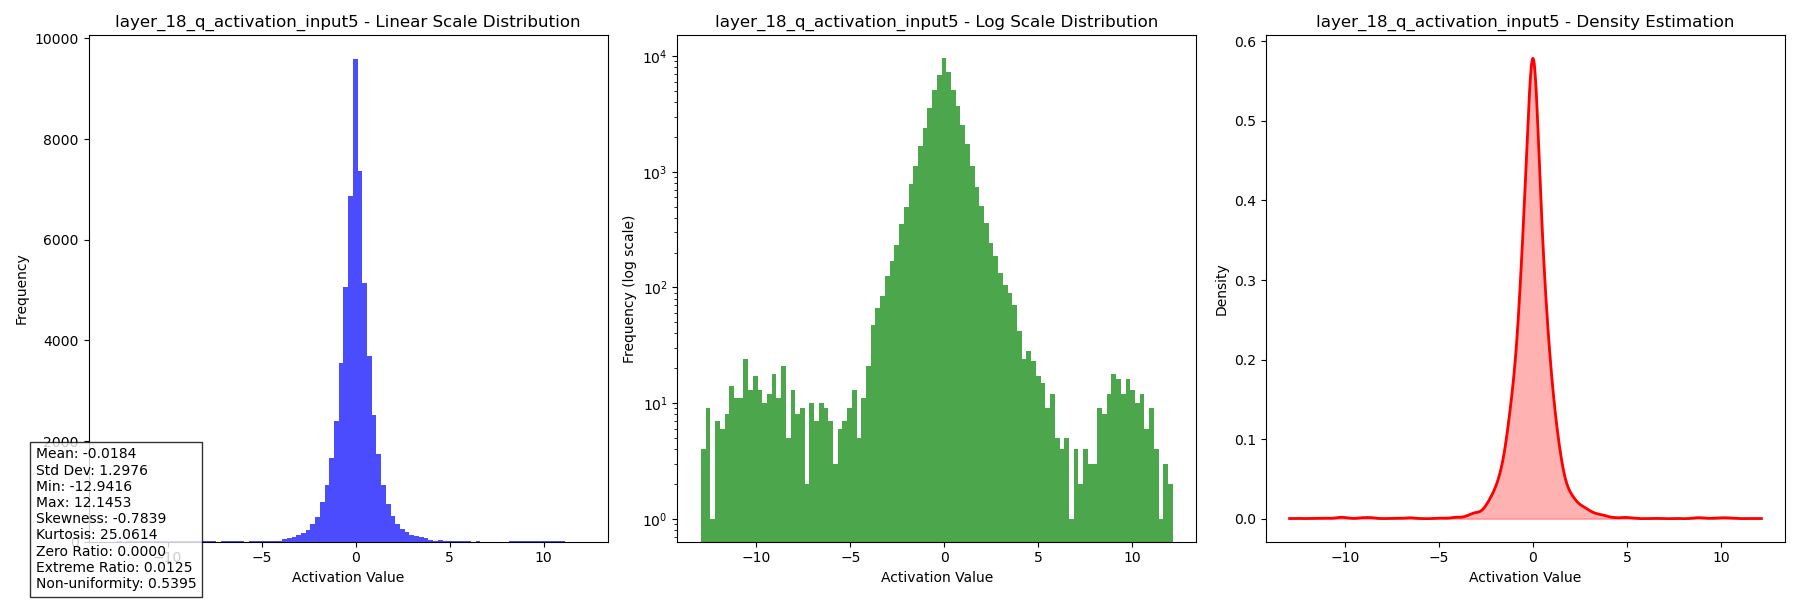 layer_18_q_activation_input5 - Linear Scale Distribution
10000
8000
6000
4000
2000
0
Frequency
−10
−5
0
5
10
Activation Value
Mean: -0.0184
Std Dev: 1.2976
Min: -12.9416
Max: 12.1453
Skewness: -0.7839
Kurtosis: 25.0614
Zero Ratio: 0.0000
Extreme Ratio: 0.0125
Non-uniformity: 0.5395
layer_18_q_activation_input5 - Log Scale Distribution
10⁴
10³
10²
10¹
10⁰
Frequency (log scale)
−10
−5
0
5
10
Activation Value
layer_18_q_activation_input5 - Density Estimation
0.6
0.5
0.4
0.3
0.2
0.1
0.0
Density
−10
−5
0
5
10
Activation Value